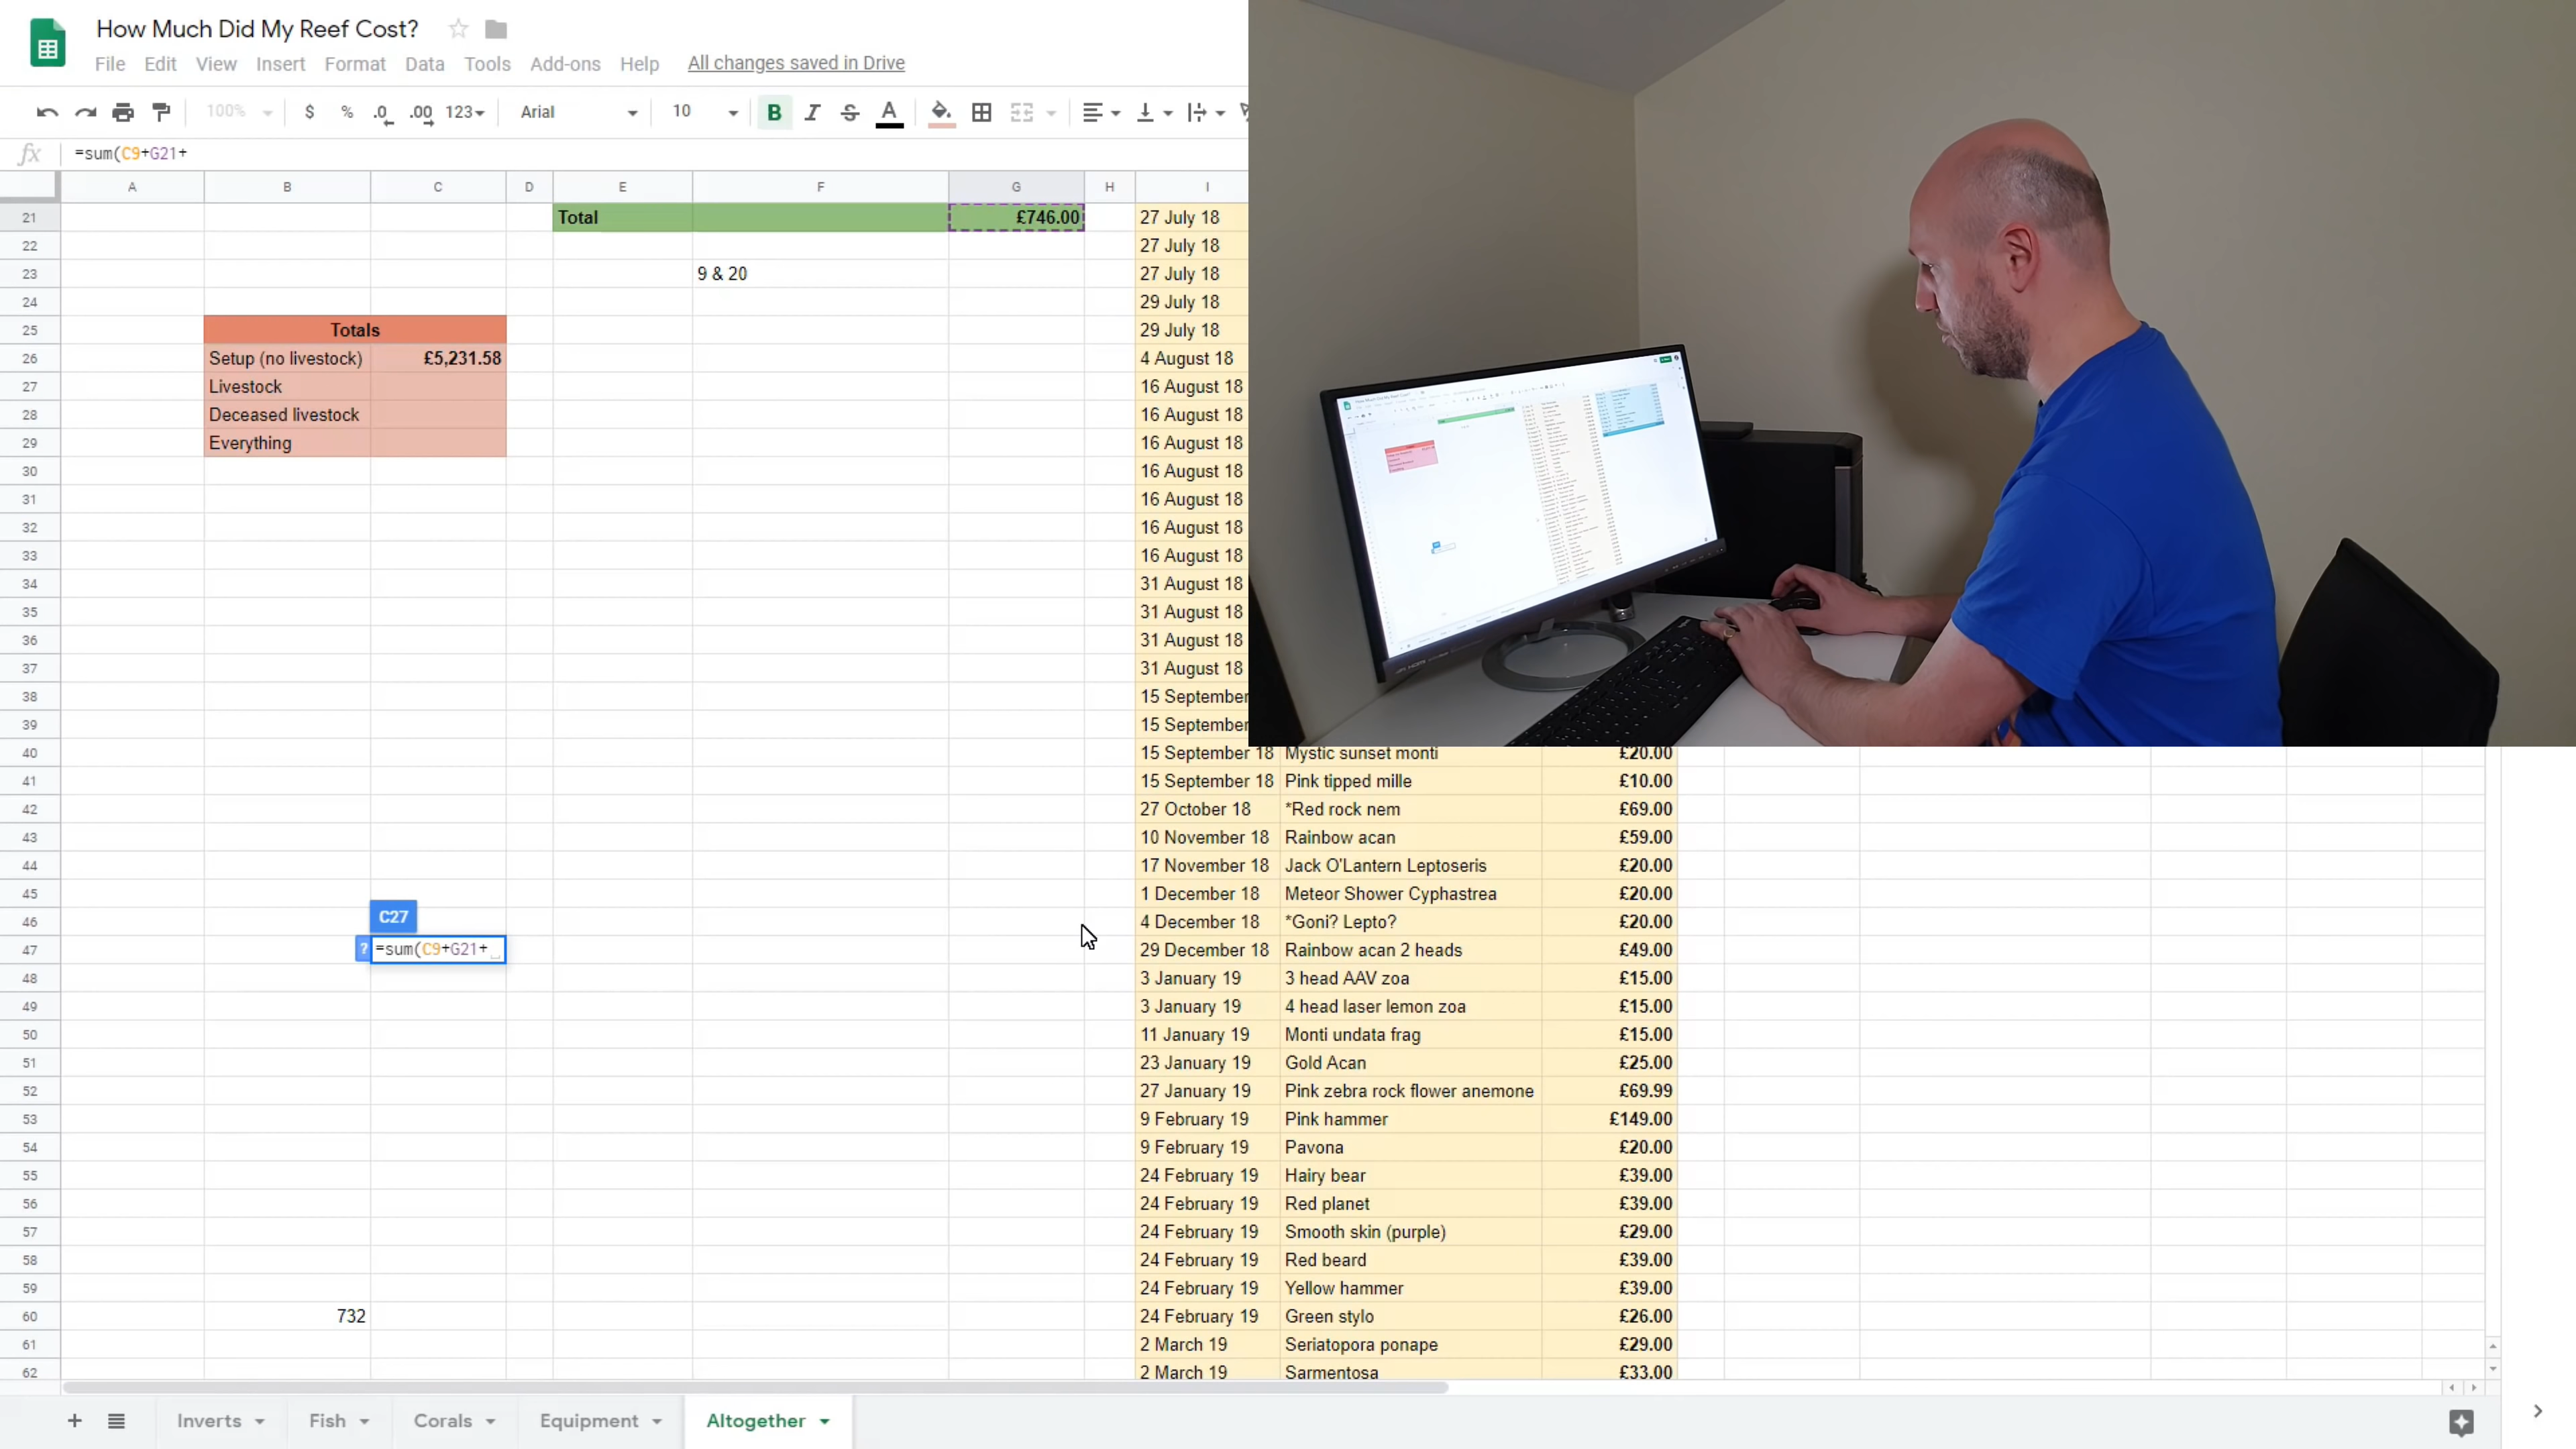 How Much Did My Reef Cost?
File Edit View Insert Format Data Tools Add-ons Help All changes saved in Drive
100% $ % .0 .00 123 Arial 10 B I S A
fx =sum(C9+G21+
A B C D E F G H I
21 Total £746.00 27 July 18
22 27 July 18
23 9 & 20 27 July 18
24 29 July 18
25 Totals 29 July 18
26 Setup (no livestock) £5,231.58 4 August 18
27 Livestock 16 August 18
28 Deceased livestock 16 August 18
29 Everything 16 August 18
30 16 August 18
31 16 August 18
32 16 August 18
33 16 August 18
34 31 August 18
35 31 August 18
36 31 August 18
37 31 August 18
38 15 September
39 15 September
40 15 September 18 Mystic sunset monti £20.00
41 15 September 18 Pink tipped mille £10.00
42 27 October 18 *Red rock nem £69.00
43 10 November 18 Rainbow acan £59.00
44 17 November 18 Jack O'Lantern Leptoseris £20.00
45 1 December 18 Meteor Shower Cyphastrea £20.00
46 C27 4 December 18 *Goni? Lepto? £20.00
47 ? =sum(C9+G21+ 29 December 18 Rainbow acan 2 heads £49.00
48 3 January 19 3 head AAV zoa £15.00
49 3 January 19 4 head laser lemon zoa £15.00
50 11 January 19 Monti undata frag £15.00
51 23 January 19 Gold Acan £25.00
52 27 January 19 Pink zebra rock flower anemone £69.99
53 9 February 19 Pink hammer £149.00
54 9 February 19 Pavona £20.00
55 24 February 19 Hairy bear £39.00
56 24 February 19 Red planet £39.00
57 24 February 19 Smooth skin (purple) £29.00
58 24 February 19 Red beard £39.00
59 24 February 19 Yellow hammer £39.00
60 732 24 February 19 Green stylo £26.00
61 2 March 19 Seriatopora ponape £29.00
62 2 March 19 Sarmentosa £33.00
Inverts Fish Corals Equipment Altogether